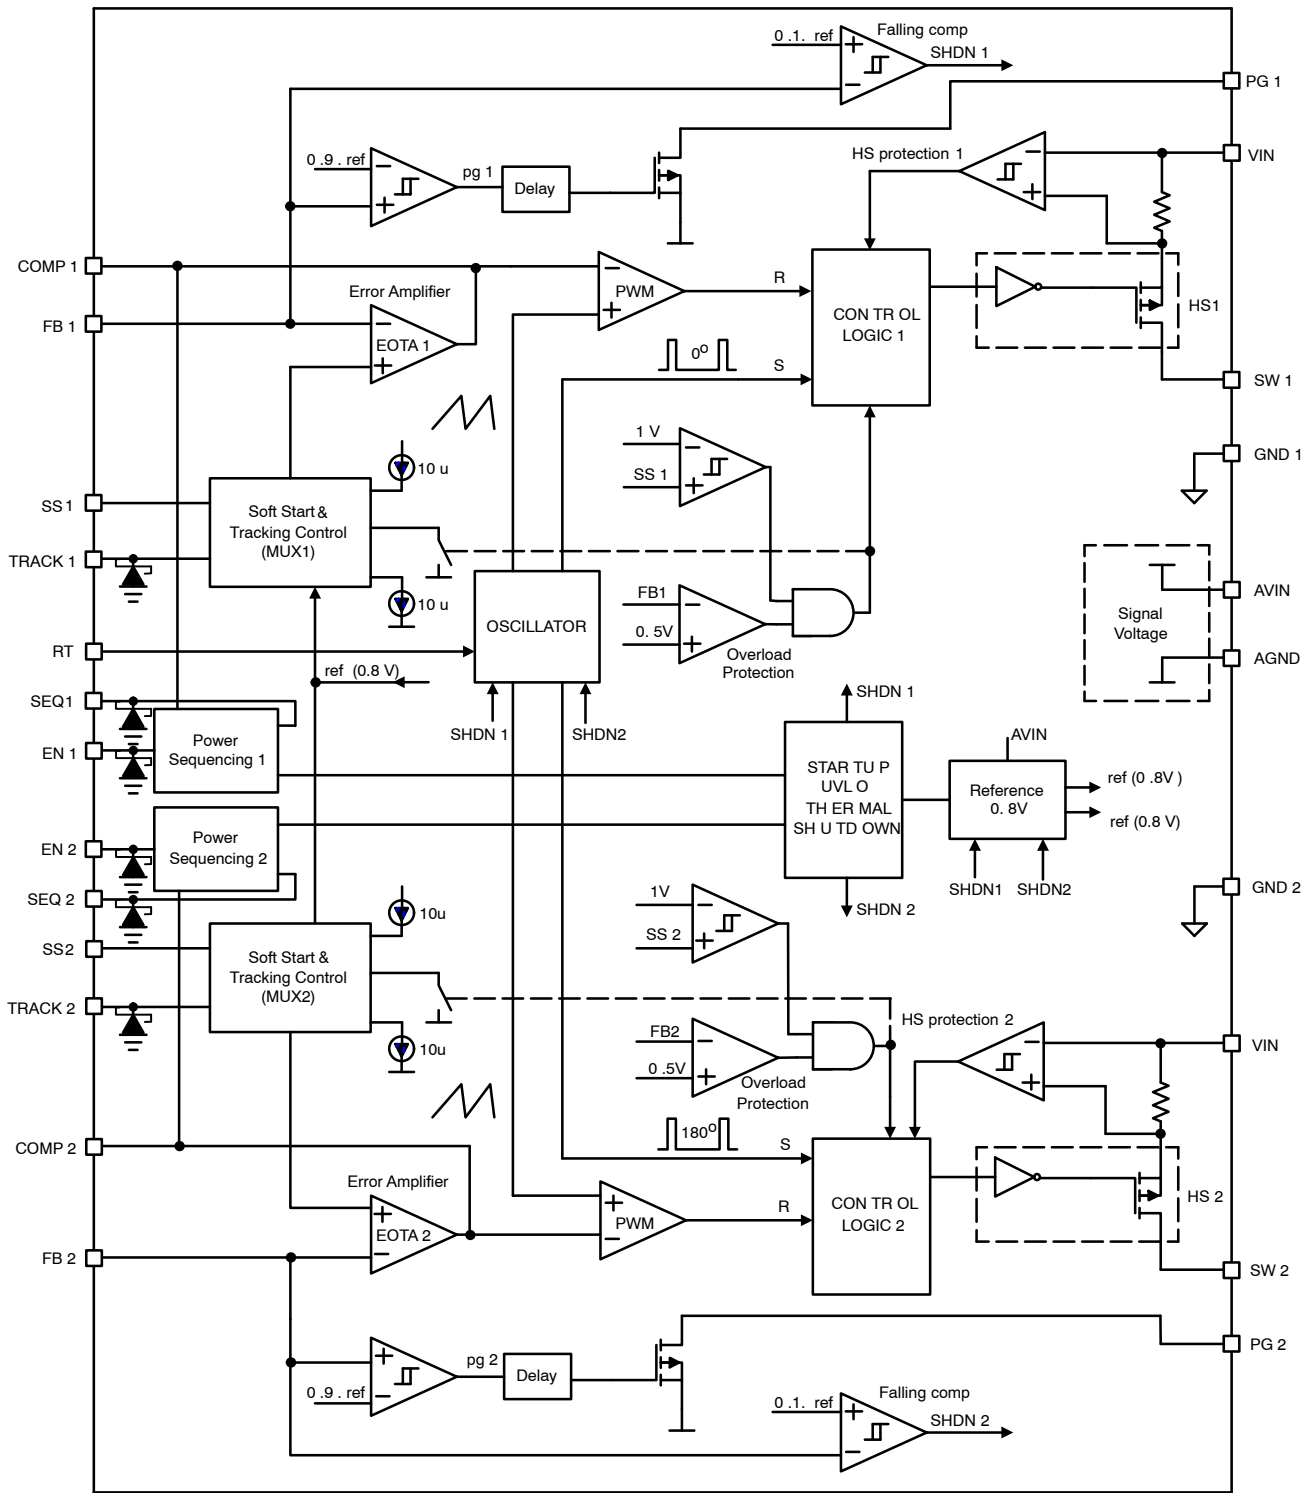 0 .1. ref
+
−
Falling comp
SHDN 1
PG 1
0 .9 . ref
−
+
pg 1
Delay
HS protection 1
−
+
VIN
COMP 1
Error Amplifier
−
PWM
+
R
CON TR OL
LOGIC 1
HS1
FB 1
−
EOTA 1
+
0o
S
SW 1
10 u
1 V
−
SS 1
+
GND 1
SS 1
Soft Start &
Tracking Control
(MUX1)
TRACK 1
10 u
OSCILLATOR
FB1
−
0. 5V
+
Overload
Protection
Signal
Voltage
AVIN
AGND
RT
ref (0.8 V)
SEQ1
SHDN 1
SHDN2
SHDN 1
EN 1
Power
Sequencing 1
STAR TU P
UVL O
TH ER MAL
SH U TD OWN
AVIN
Reference
0. 8V
ref (0 .8V )
ref (0.8 V)
EN 2
Power
Sequencing 2
SHDN1
SHDN2
SEQ 2
SHDN 2
GND 2
10u
1V
−
SS 2
+
SS2
Soft Start &
Tracking Control
(MUX2)
TRACK 2
10u
FB2
−
0 .5V
+
Overload
Protection
HS protection 2
−
+
VIN
COMP 2
180o
S
CON TR OL
LOGIC 2
Error Amplifier
+
EOTA 2
−
+
PWM
−
R
HS 2
FB 2
SW 2
+
0 .9 . ref
−
pg 2
Delay
PG 2
0 .1. ref
+
−
Falling comp
SHDN 2